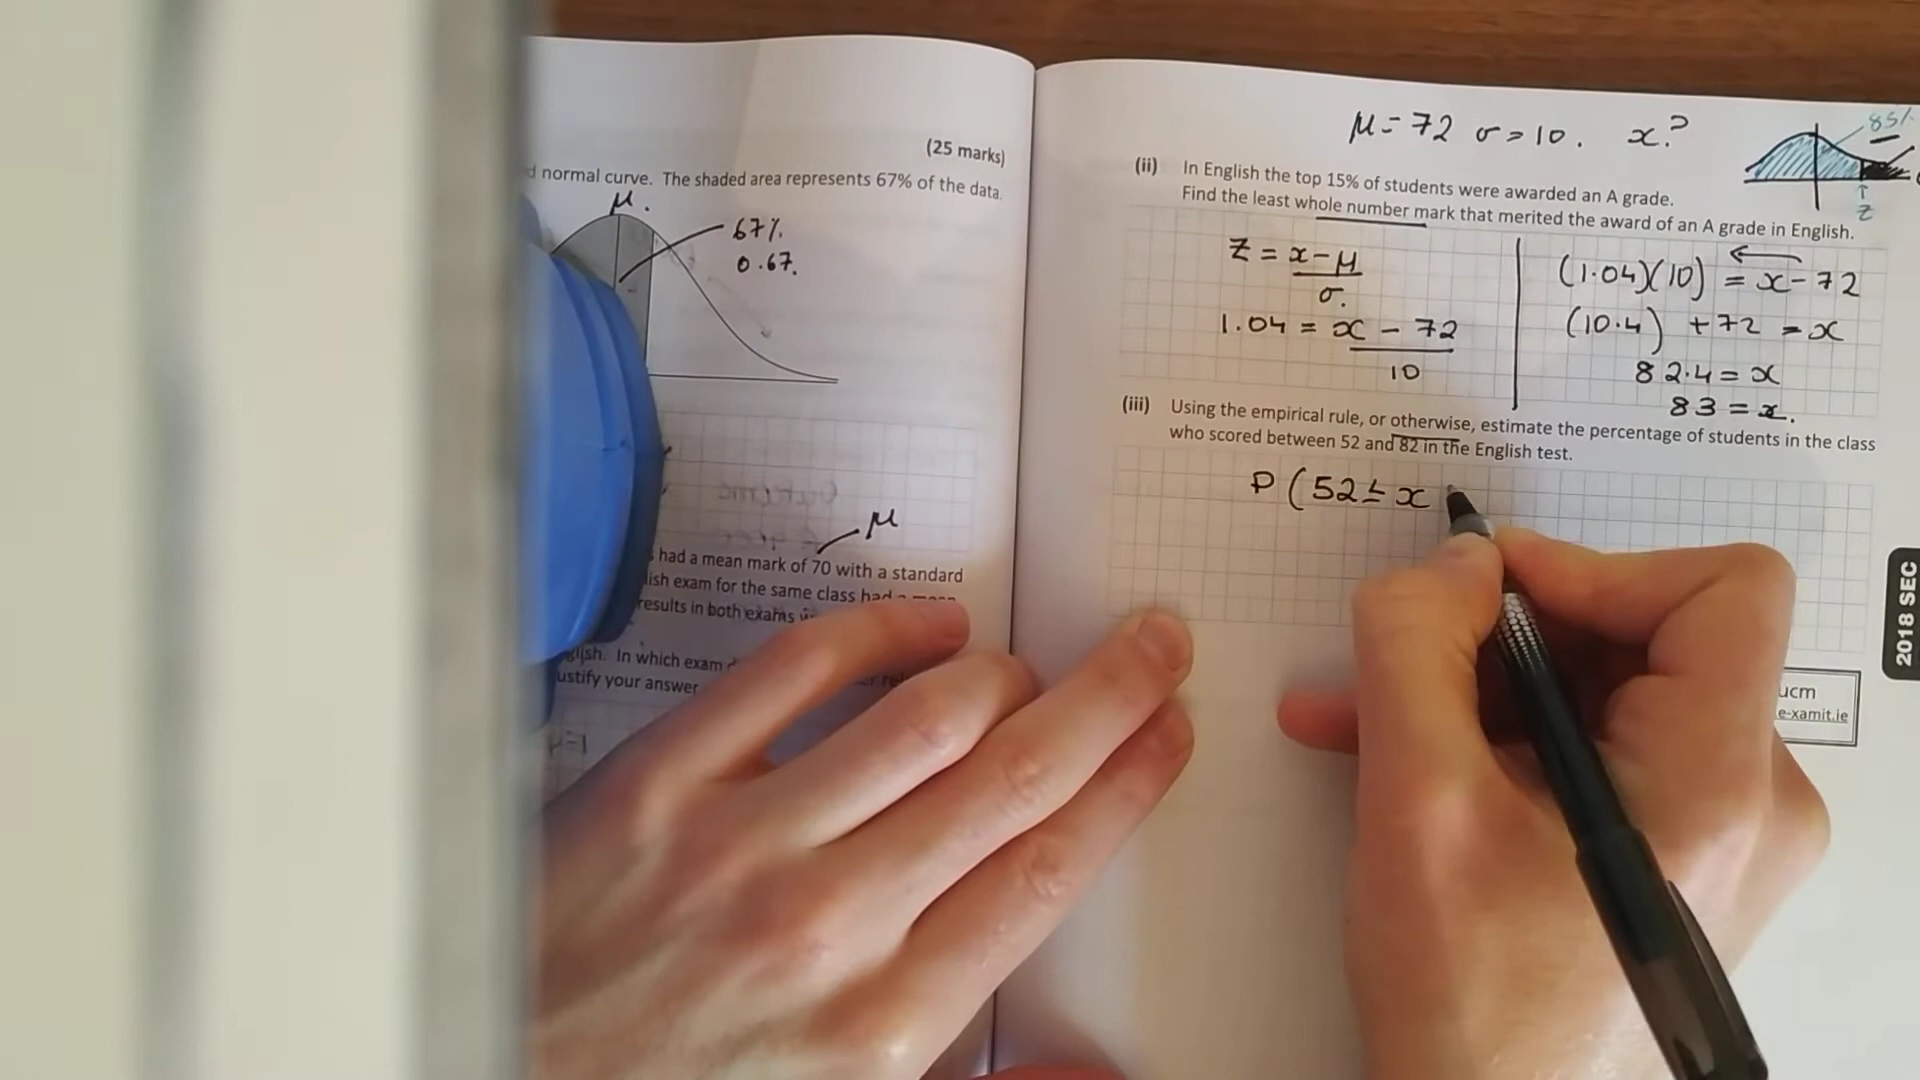 (25 marks)
normal curve. The shaded area represents 67% of the data.
μ.
67%
0.67.
μ
had a mean mark of 70 with a standard
lish exam for the same class had
results in both exams
glish. In which exam
ustify your answer
μ = 72 σ = 10. x?
85%
z
(ii) In English the top 15% of students were awarded an A grade.
Find the least whole number mark that merited the award of an A grade in English.
z = x - μ
σ.
1.04 = x - 72
10
(1.04)(10) = x - 72
(10.4) + 72 = x
82.4 = x
83 = x.
(iii) Using the empirical rule, or otherwise, estimate the percentage of students in the class
who scored between 52 and 82 in the English test.
P (52 ≤ x
2018 SEC
ucm
e-xamit.ie